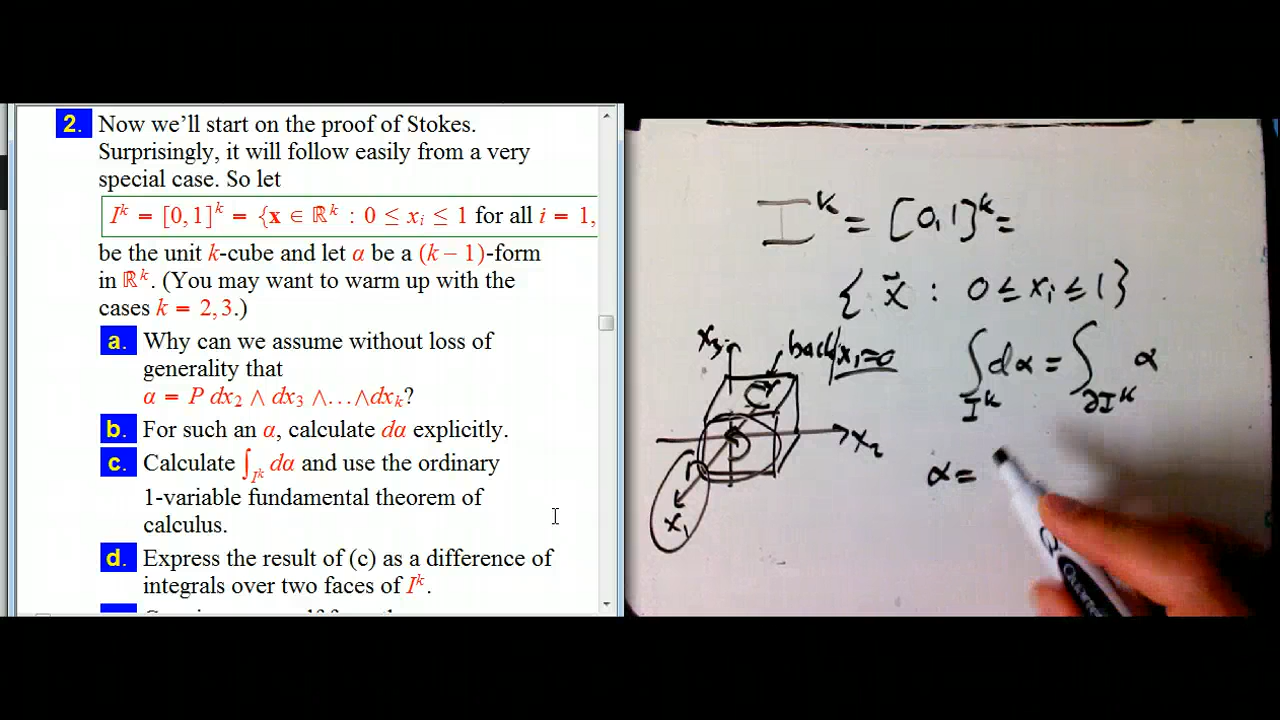 2. Now we'll start on the proof of Stokes.
Surprisingly, it will follow easily from a very
special case. So let
I^k = [0, 1]^k = {x ∈ ℝ^k : 0 ≤ x_i ≤ 1 for all i = 1,
be the unit k-cube and let α be a (k − 1)-form
in ℝ^k. (You may want to warm up with the
cases k = 2, 3.)
a. Why can we assume without loss of
generality that
α = P dx_2 ∧ dx_3 ∧…∧dx_k?
b. For such an α, calculate dα explicitly.
c. Calculate ∫_{I^k} dα and use the ordinary
1-variable fundamental theorem of
calculus.
d. Express the result of (c) as a difference of
integrals over two faces of I^k.
I^k = [0,1]^k =
{ x⃗ : 0 ≤ x_i ≤ 1 }
x_3
back
x_1 = 0
∫_{I^k} dα = ∫_{∂I^k} α
x_2
α =
1
x_1